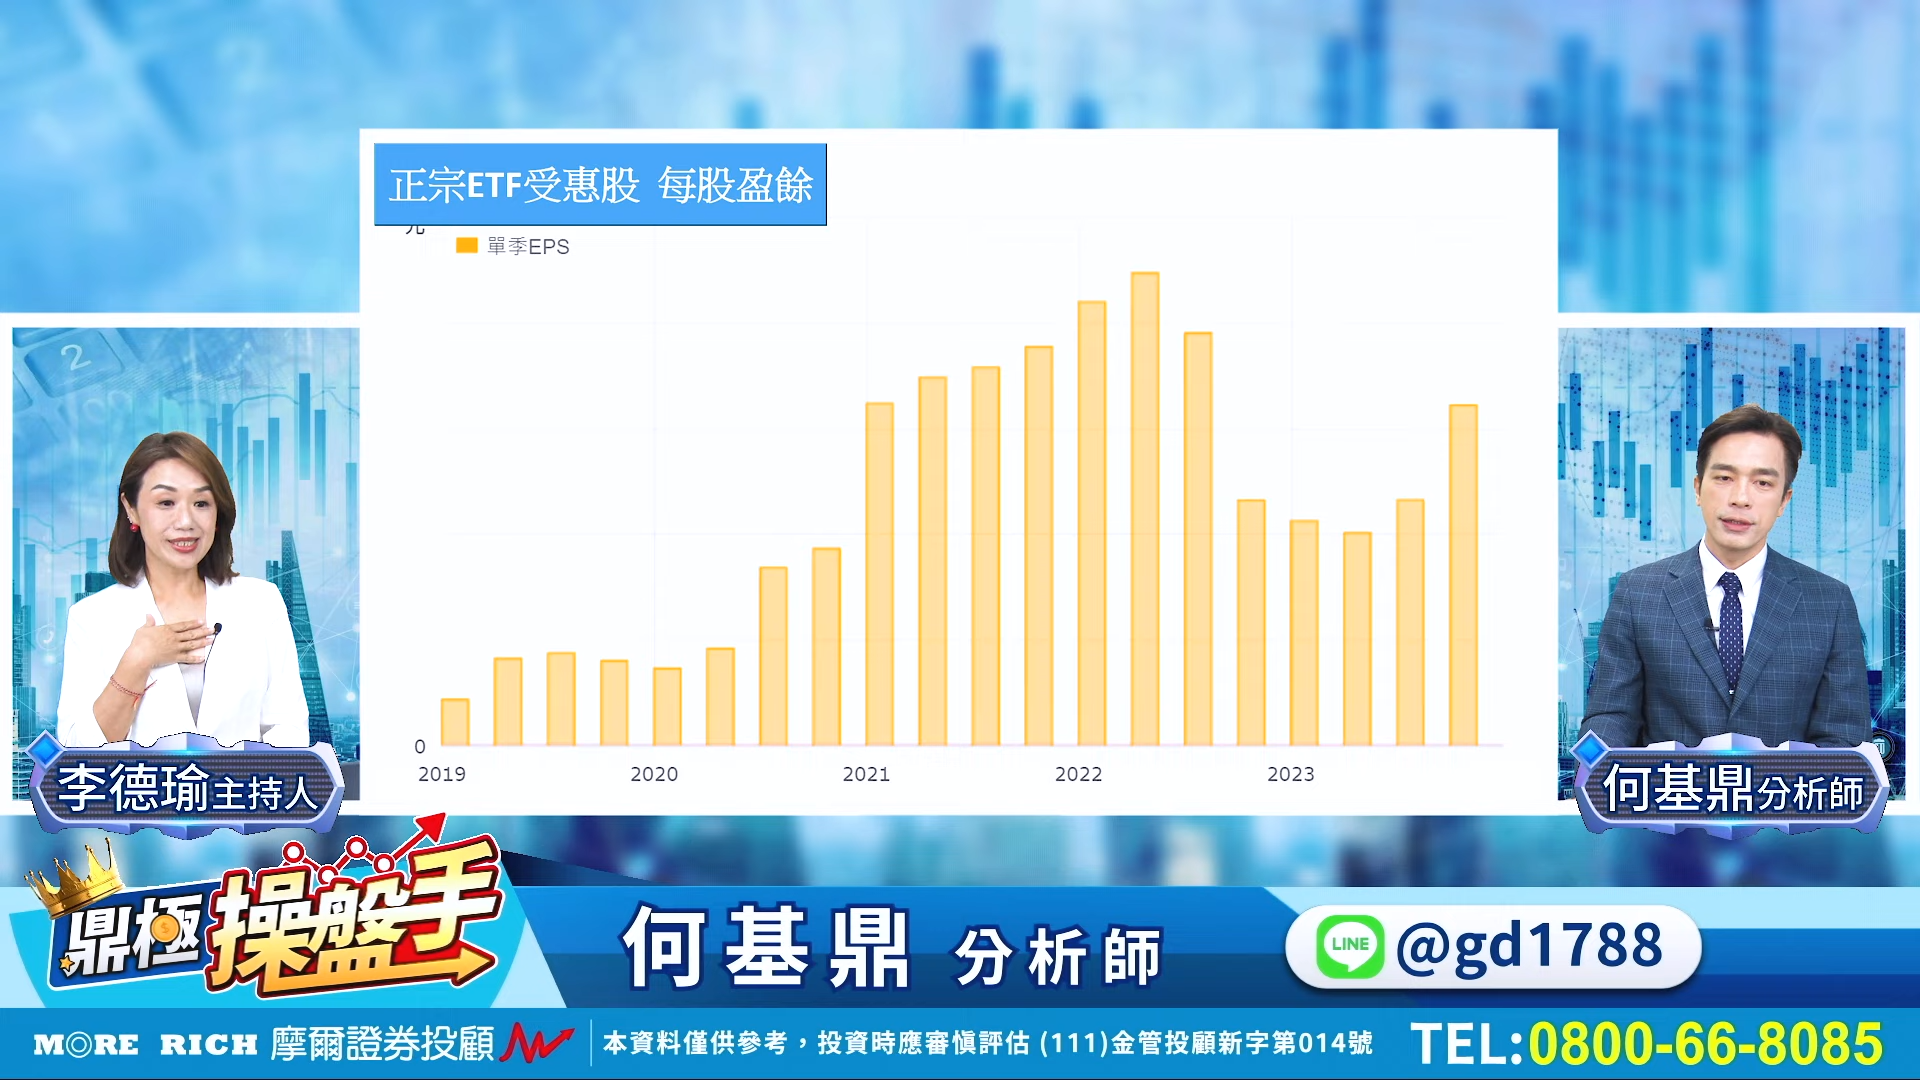 正宗ETF受惠股 每股盈餘
元
單季EPS
0
2019 2020 2021 2022 2023
2
李德瑜主持人
何基鼎分析師
鼎極操盤手
何基鼎 分析師
LINE @gd1788
MORE RICH 摩爾證券投顧
本資料僅供參考，投資時應審慎評估 (111)金管投顧新字第014號
TEL:0800-66-8085